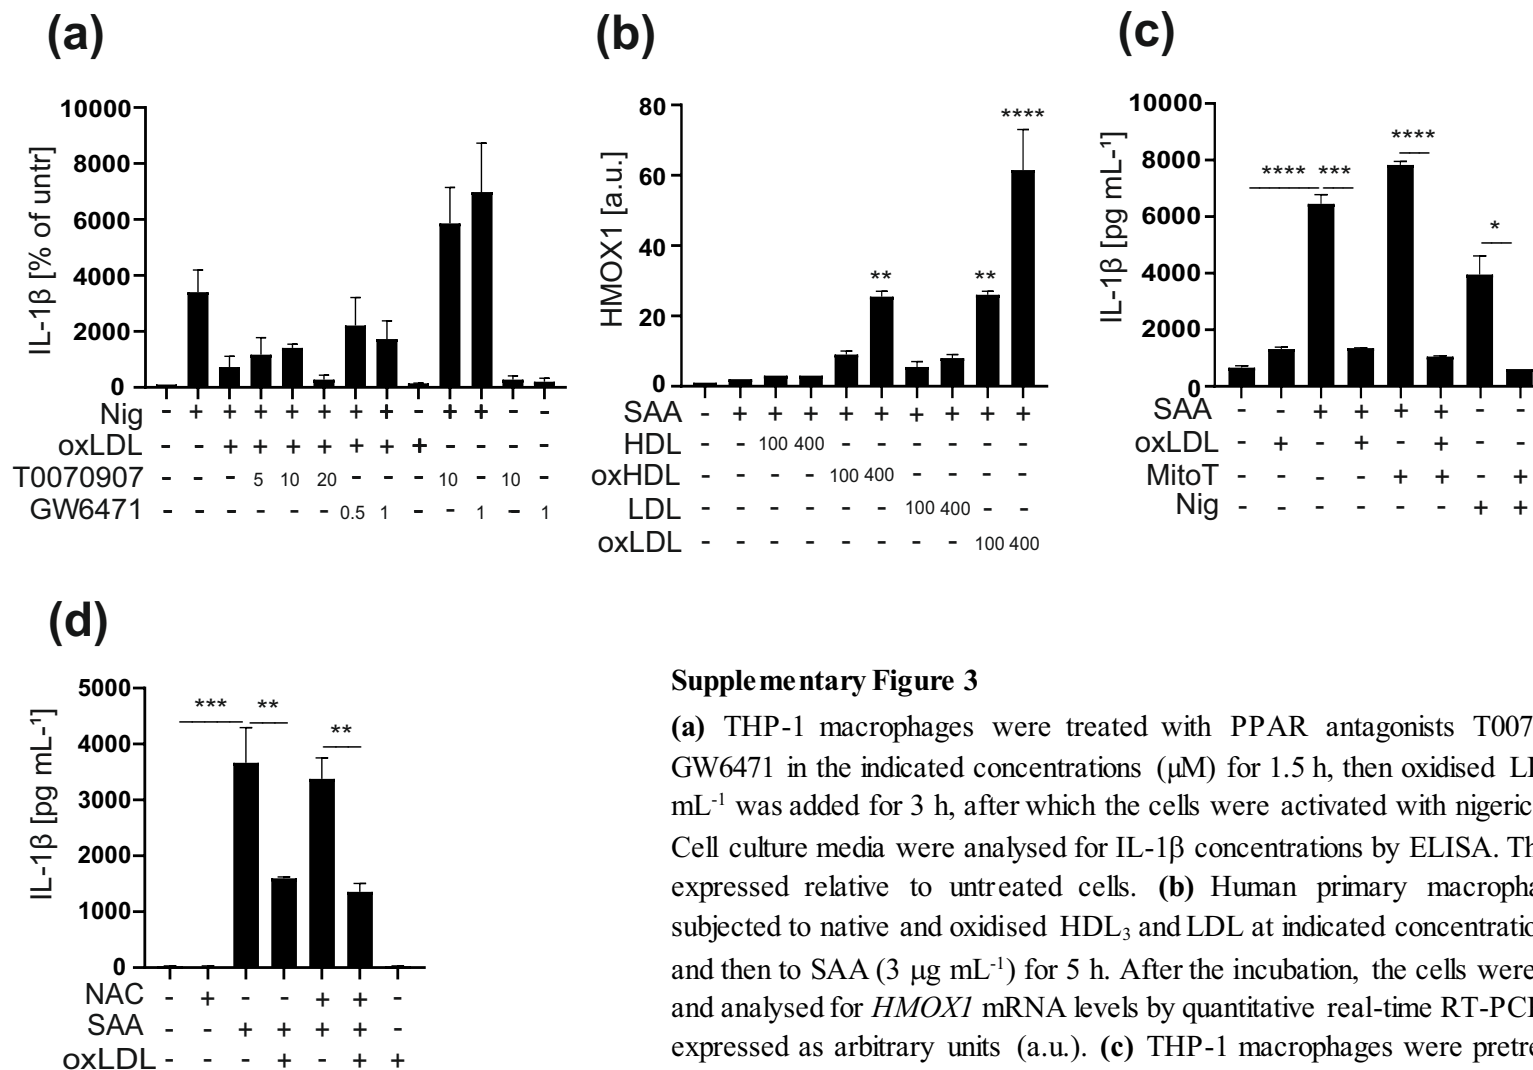 (a)
IL-1β [% of untr]
10000
8000
6000
4000
2000
0
Nig - + + + + + + + - + + - -
oxLDL - - + + + + + + + - - - -
T0070907 - - - 5 10 20 - - - 10 - 10 -
GW6471 - - - - - - 0.5 1 - - 1 - 1
(b)
HMOX1 [a.u.]
80
60
40
20
0
** ** ****
SAA - + + + + + + + + +
HDL - - 100 400 - - - - - -
oxHDL - - - - 100 400 - - - -
LDL - - - - - - 100 400 - -
oxLDL - - - - - - - - 100 400
(c)
IL-1β [pg mL-¹]
10000
8000
6000
4000
2000
0
**** *** **** *
SAA - - + + + + - -
oxLDL - + - + - + - -
MitoT - - - - + + - +
Nig - - - - - - + +
(d)
IL-1β [pg mL-¹]
5000
4000
3000
2000
1000
0
*** ** **
NAC - + - - + + -
SAA - - + + + + -
oxLDL - - - + - + +
Supplementary Figure 3
(a) THP-1 macrophages were treated with PPAR antagonists T007
GW6471 in the indicated concentrations (μM) for 1.5 h, then oxidised
mL-1 was added for 3 h, after which the cells were activated with nigeric
Cell culture media were analysed for IL-1β concentrations by ELISA. Th
expressed relative to untreated cells. (b) Human primary macropha
subjected to native and oxidised HDL3 and LDL at indicated concentratio
and then to SAA (3 μg mL-1) for 5 h. After the incubation, the cells were
and analysed for HMOX1 mRNA levels by quantitative real-time RT-PC
expressed as arbitrary units (a.u.). (c) THP-1 macrophages were pretre